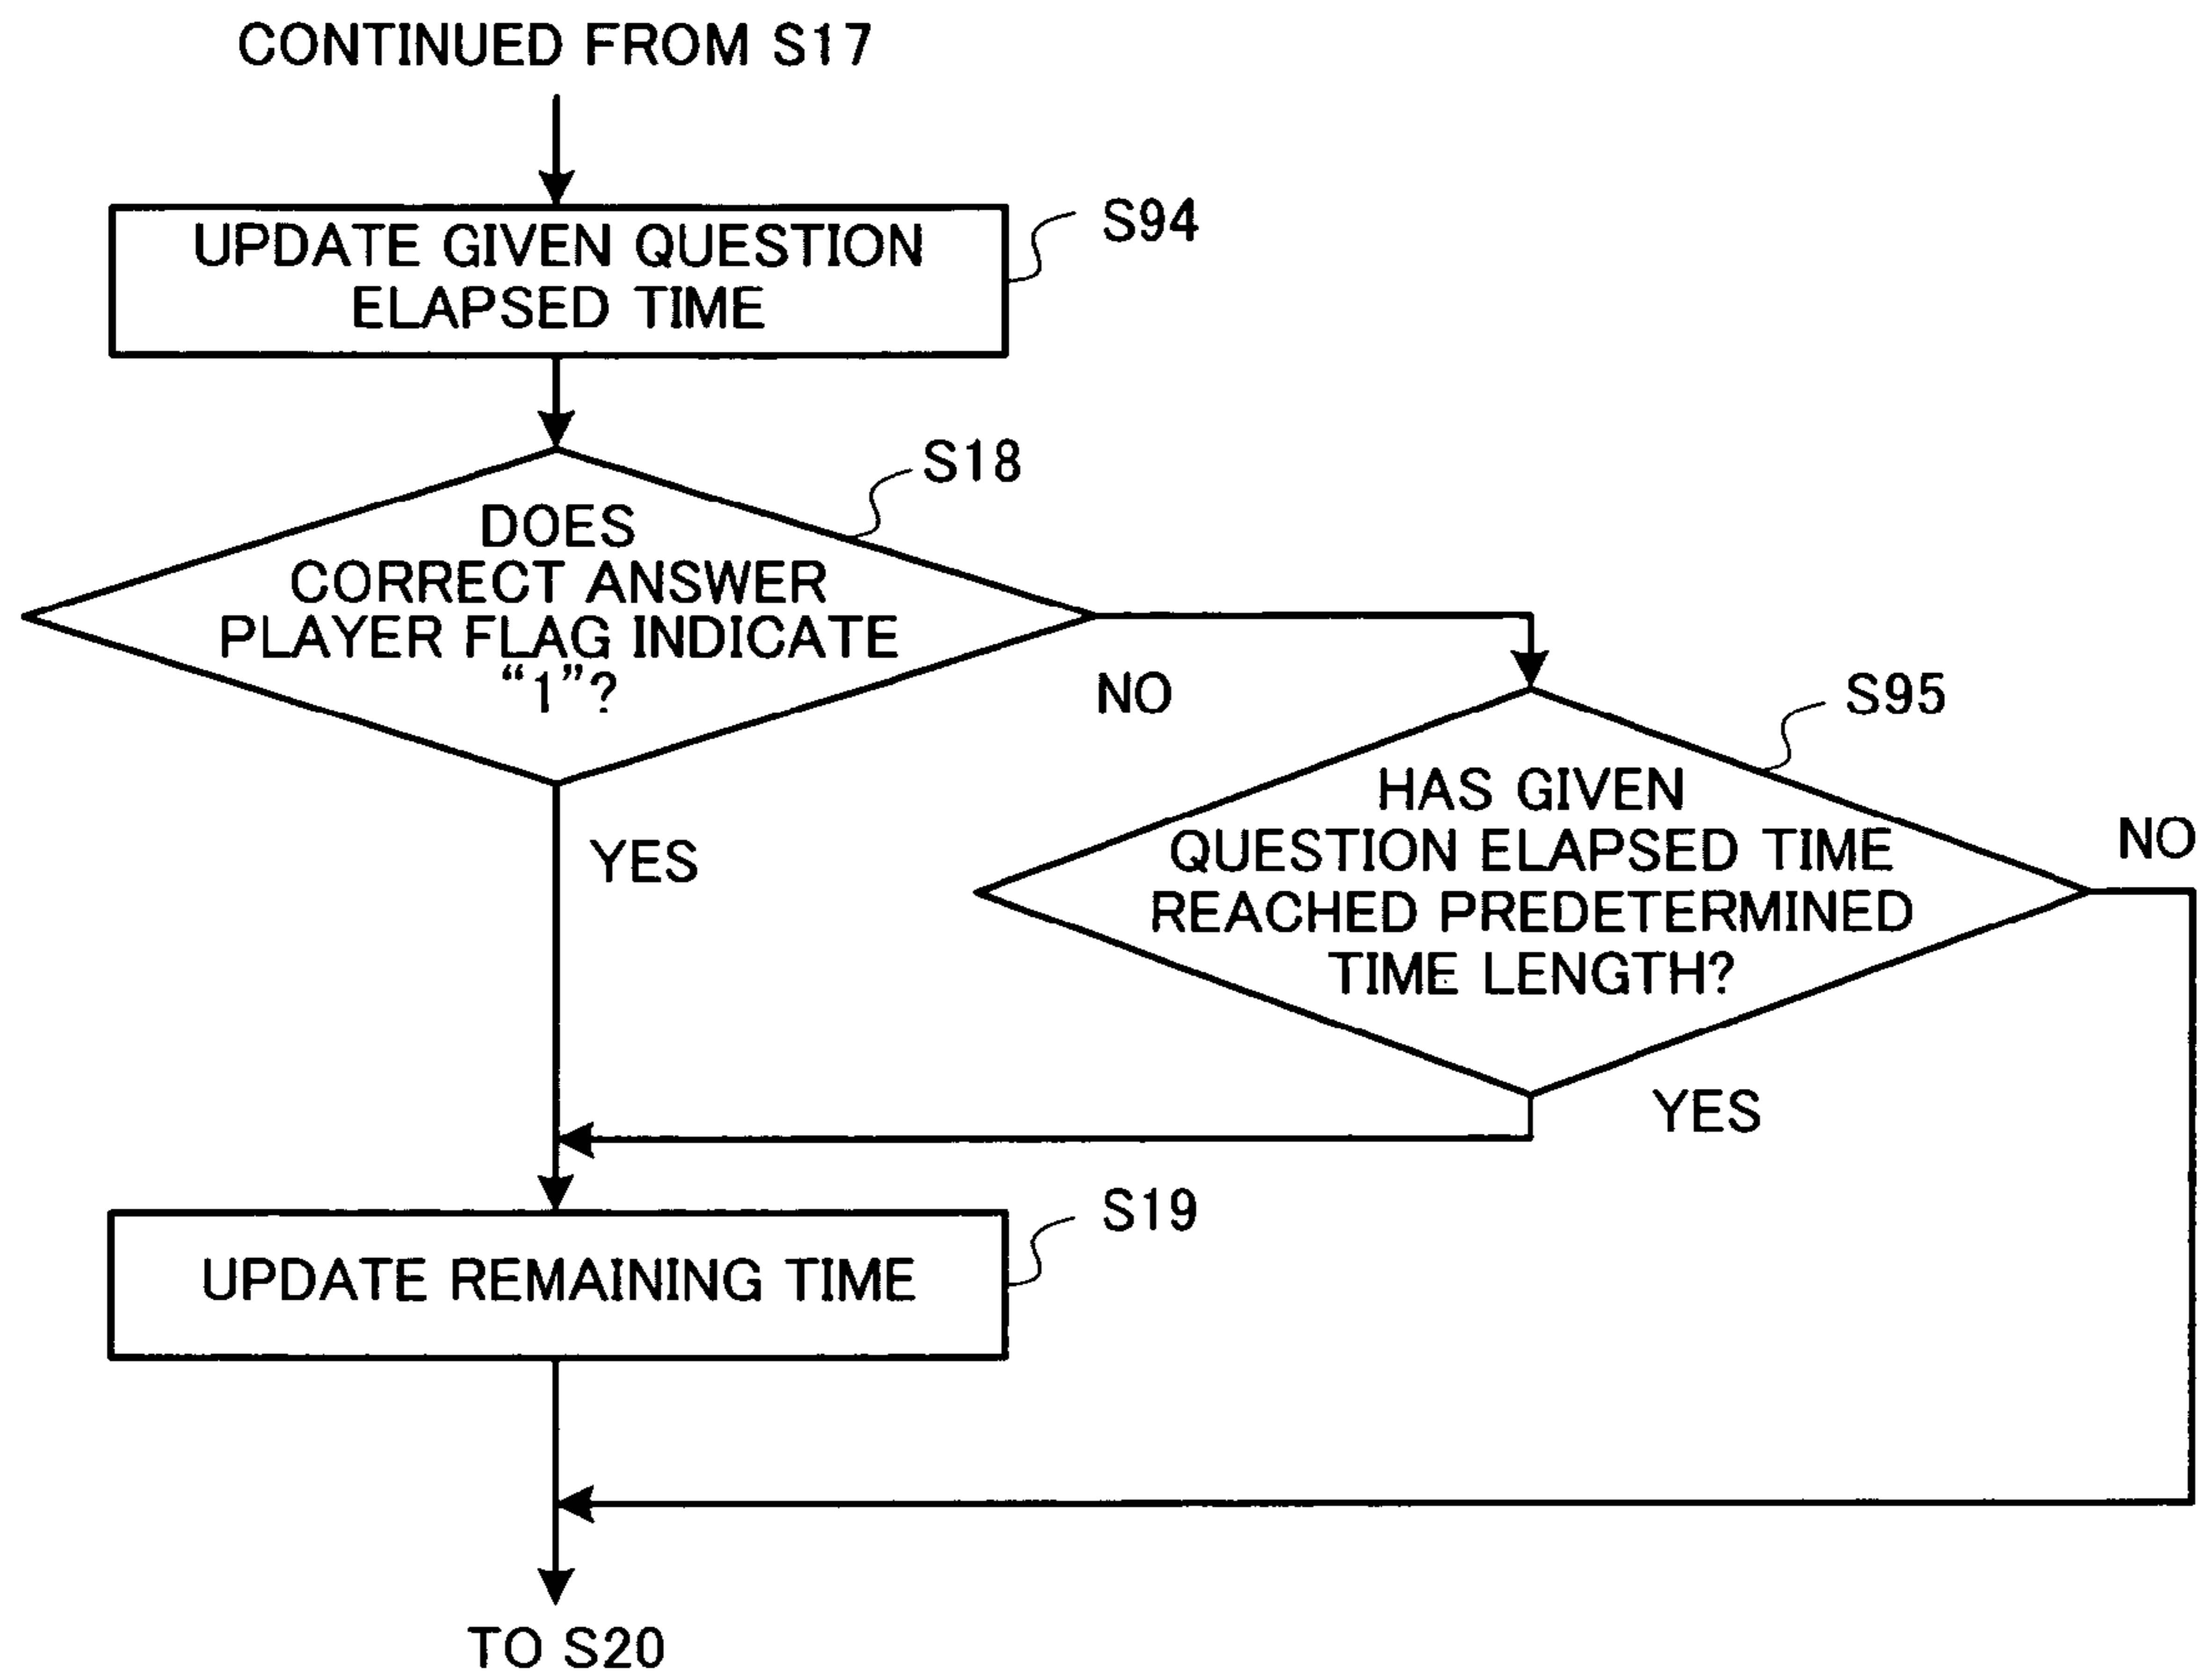 CONTINUED FROM S17
S94
UPDATE GIVEN QUESTION
ELAPSED TIME
S18
DOES
CORRECT ANSWER
PLAYER FLAG INDICATE
“1”?
NO
YES
S95
HAS GIVEN
QUESTION ELAPSED TIME
REACHED PREDETERMINED
TIME LENGTH?
NO
YES
S19
UPDATE REMAINING TIME
TO S20